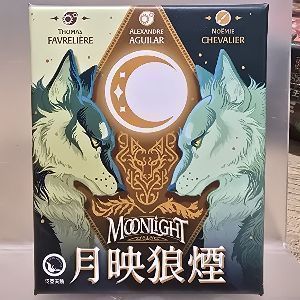 THOMAS
FAVRELIÈRE
ALEXANDRE
AGUILAR
NOÉMIE
CHEVALIER
MOONLIGHT
月映狼煙